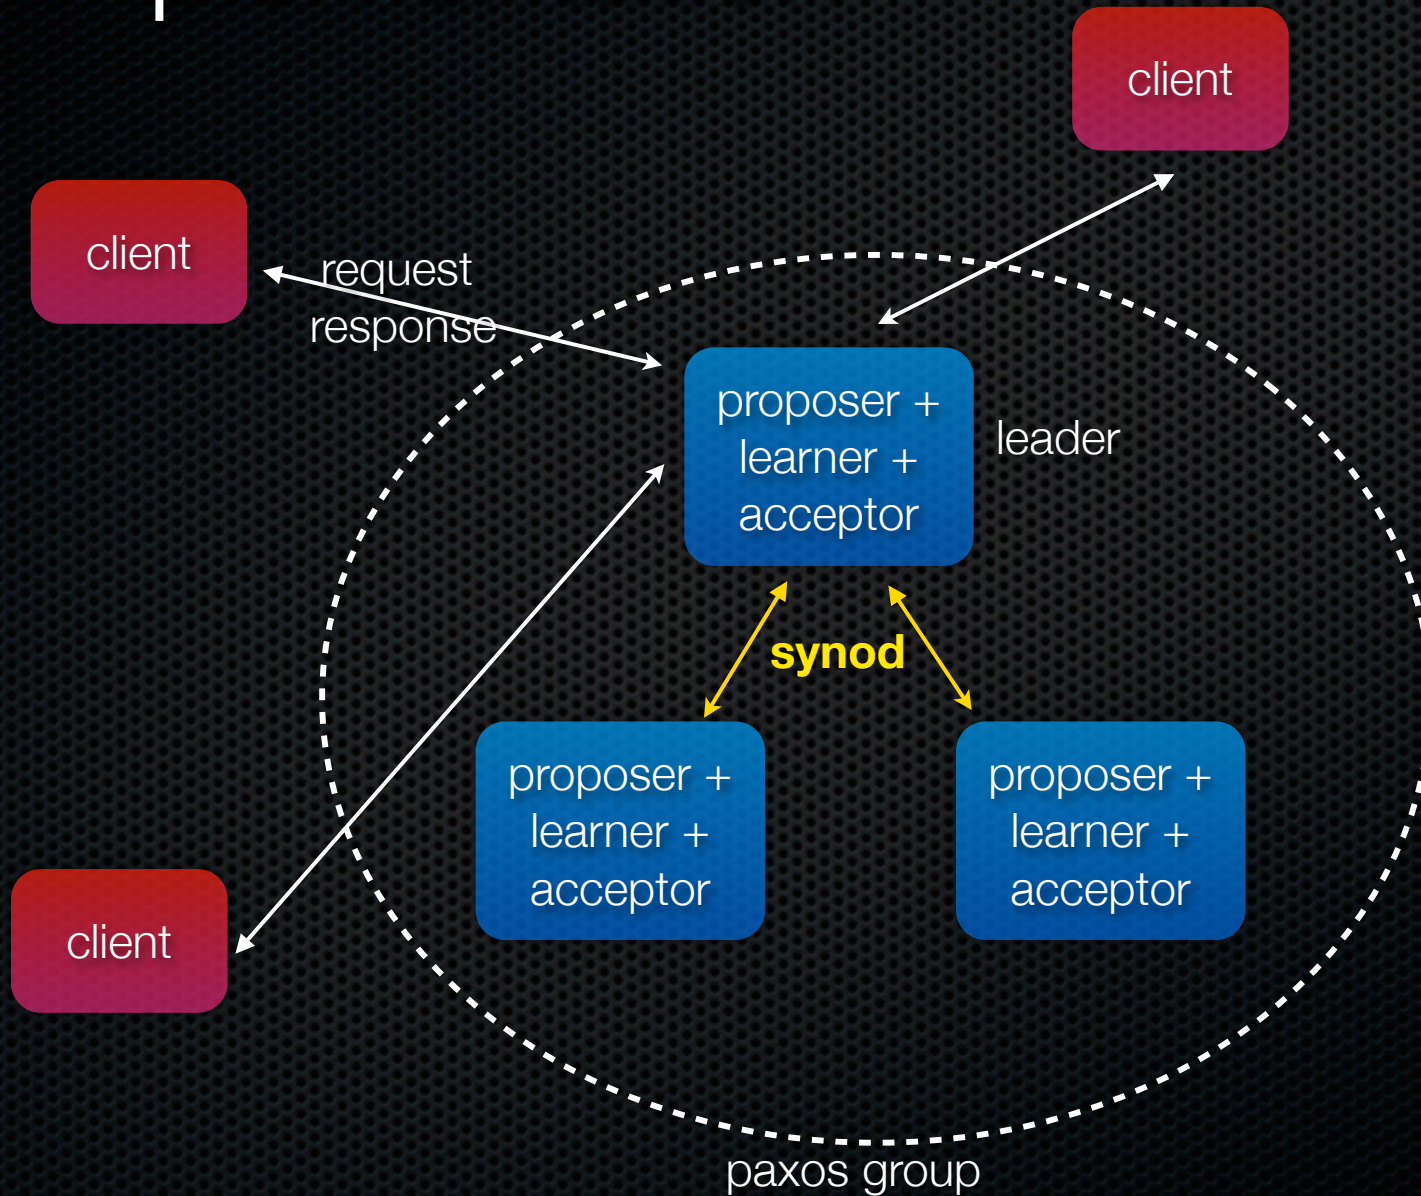 client
client
request
response
proposer +
learner +
acceptor
leader
synod
proposer +
learner +
acceptor
proposer +
learner +
acceptor
client
paxos group